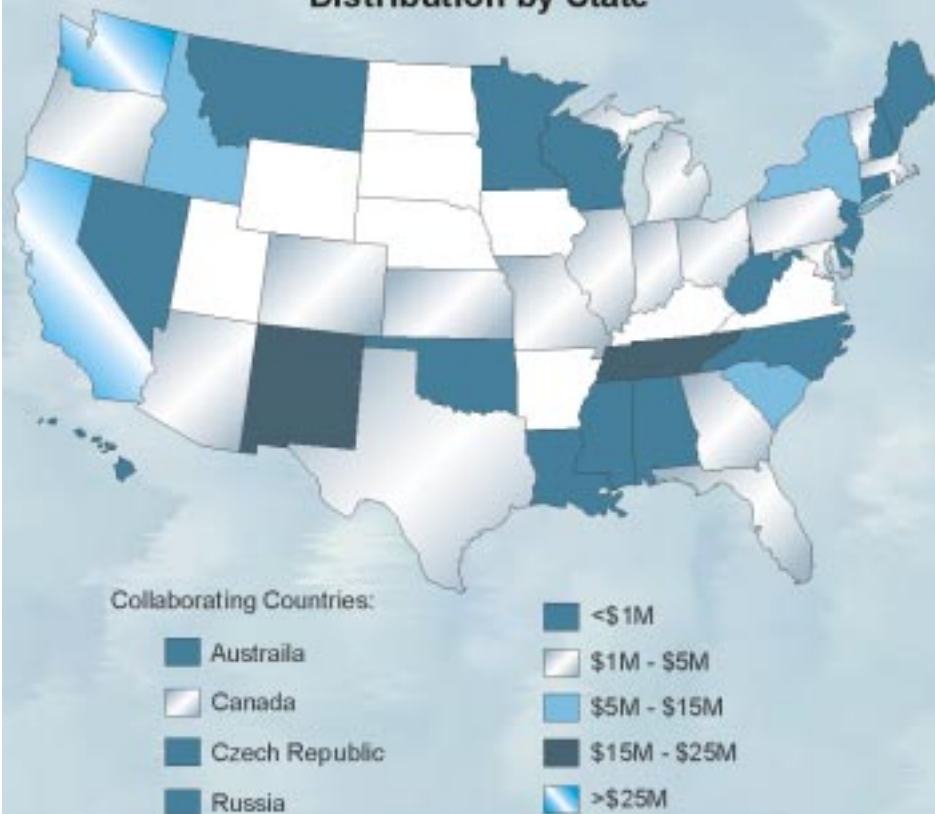 Distribution by State
Collaborating Countries:
Austraila
Canada
Czech Republic
Russia
<$1M
$1M - $5M
$5M - $15M
$15M - $25M
>$25M